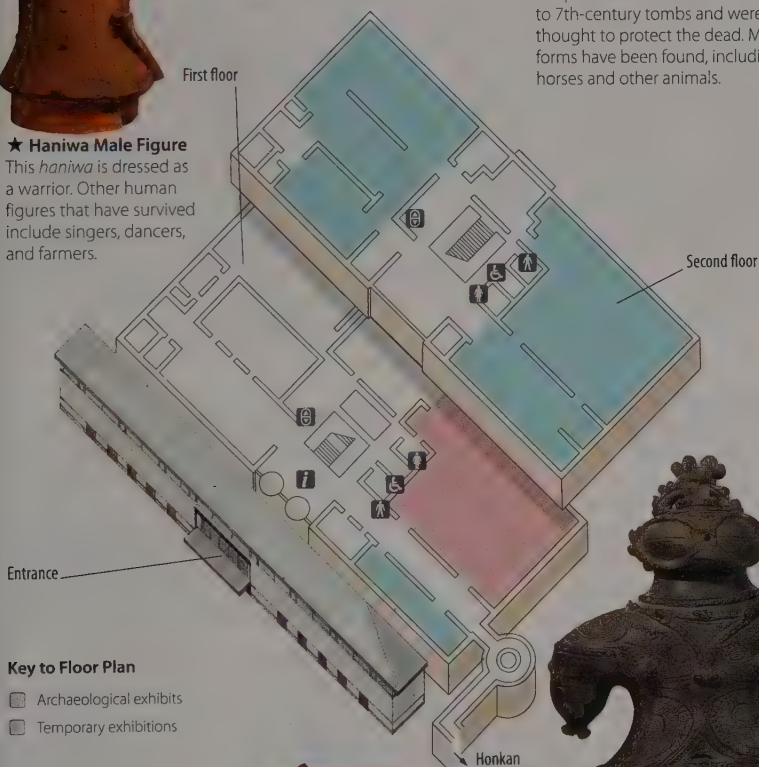 to 7th-century tombs and were
thought to protect the dead. M
forms have been found, includi
horses and other animals.
First floor
★ Haniwa Male Figure
This haniwa is dressed as
a warrior. Other human
figures that have survived
include singers, dancers,
and farmers.
Second floor
i
Entrance
Key to Floor Plan
Archaeological exhibits
Temporary exhibitions
Honkan